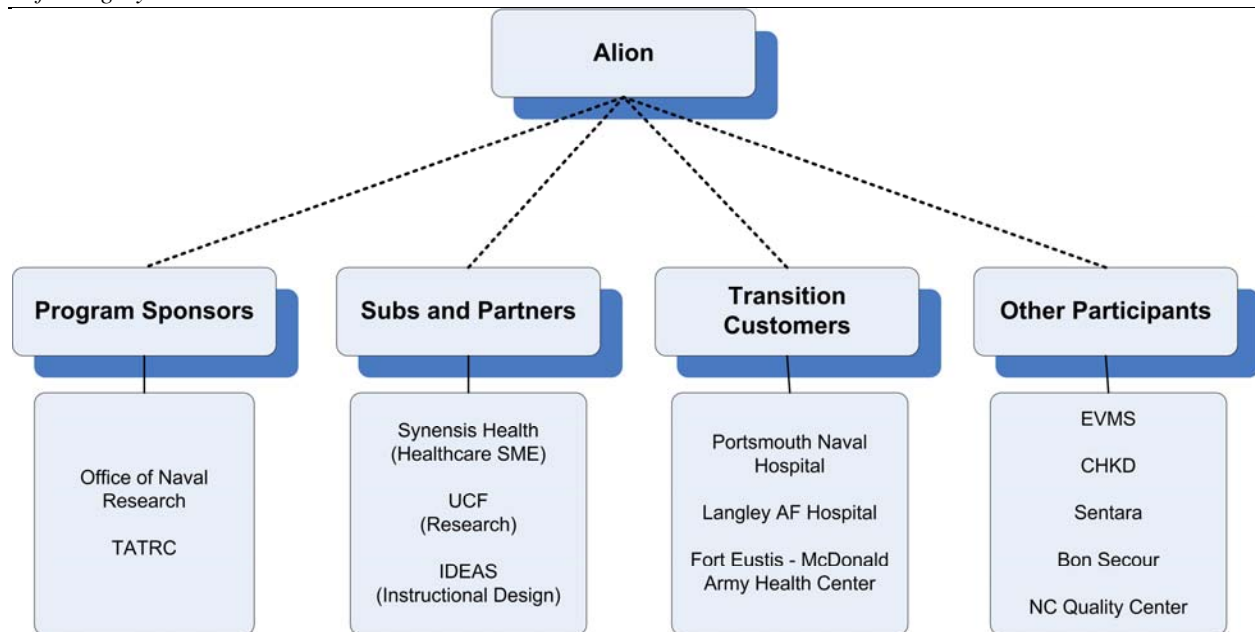 Alion
Program Sponsors
Subs and Partners
Transition
Customers
Other Participants
Office of Naval
Research
TATRC
Synensis Health
(Healthcare SME)
UCF
(Research)
IDEAS
(Instructional Design)
Portsmouth Naval
Hospital
Langley AF Hospital
Fort Eustis - McDonald
Army Health Center
EVMS
CHKD
Sentara
Bon Secour
NC Quality Center